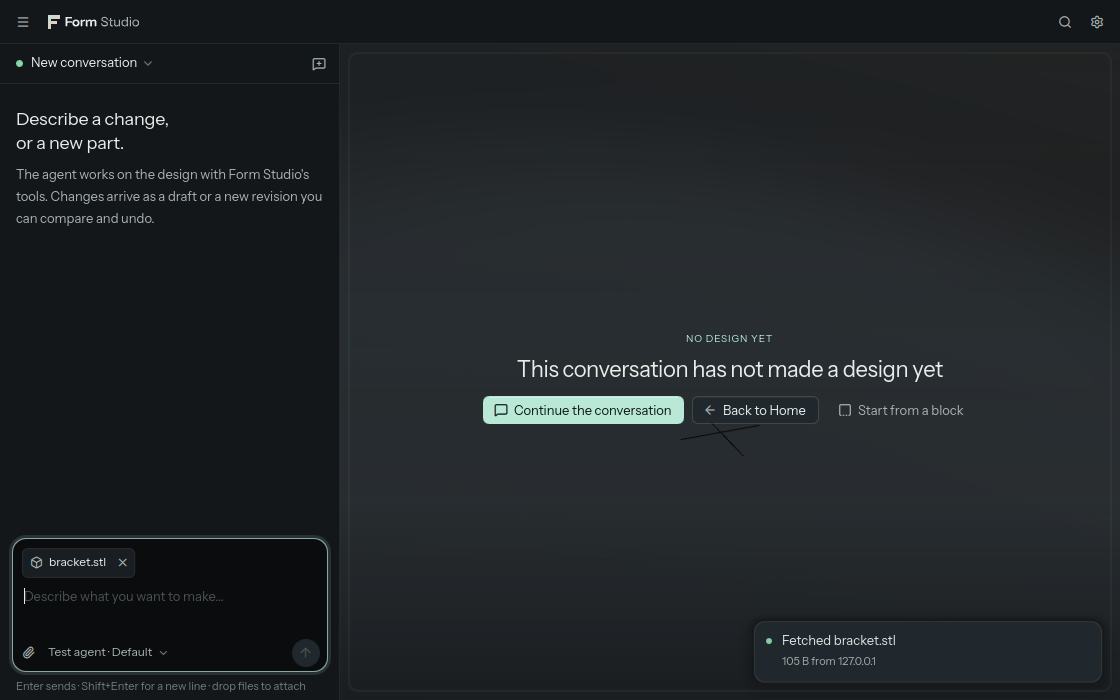 Form Studio
New conversation
Describe a change,
or a new part.
The agent works on the design with Form Studio's
tools. Changes arrive as a draft or a new revision you
can compare and undo.
NO DESIGN YET
This conversation has not made a design yet
Continue the conversation
Back to Home
Start from a block
bracket.stl
Describe what you want to make...
Test agent · Default
Enter sends · Shift+Enter for a new line · drop files to attach
Fetched bracket.stl
105 B from 127.0.0.1